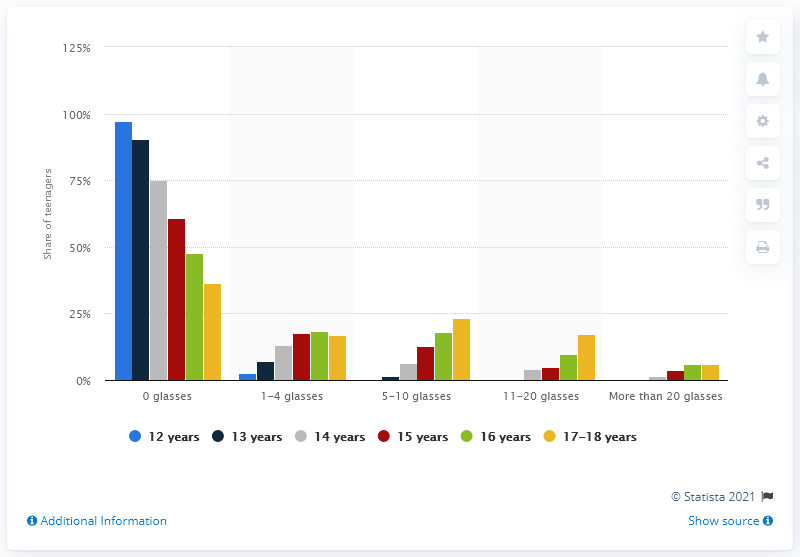 125%
100%
75%
50%
25%
0%
Share of teenagers
0 glasses
1-4 glasses
5-10 glasses
11-20 glasses
More than 20 glasses
12 years
13 years
14 years
15 years
16 years
17-18 years
© Statista 2021
Additional Information
Show source